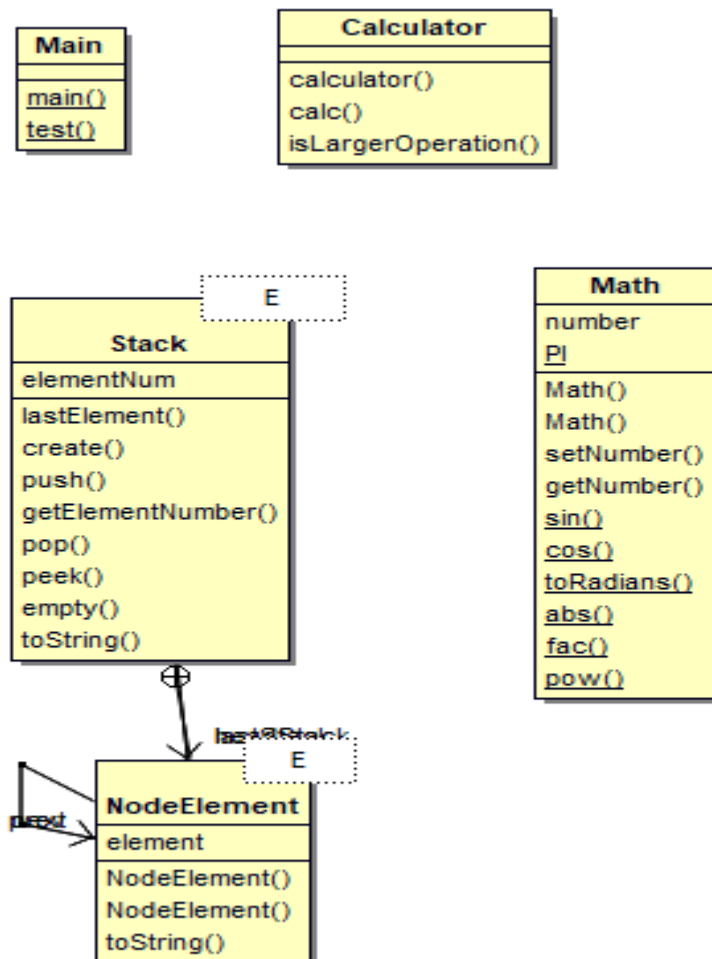 Main
main()
test()
Calculator
calculator()
calc()
isLargerOperation()
E
Stack
elementNum
lastElement()
create()
push()
getElementNumber()
pop()
peek()
empty()
toString()
Math
number
PI
Math()
Math()
setNumber()
getNumber()
sin()
cos()
toRadians()
abs()
fac()
pow()
E
NodeElement
element
NodeElement()
NodeElement()
toString()